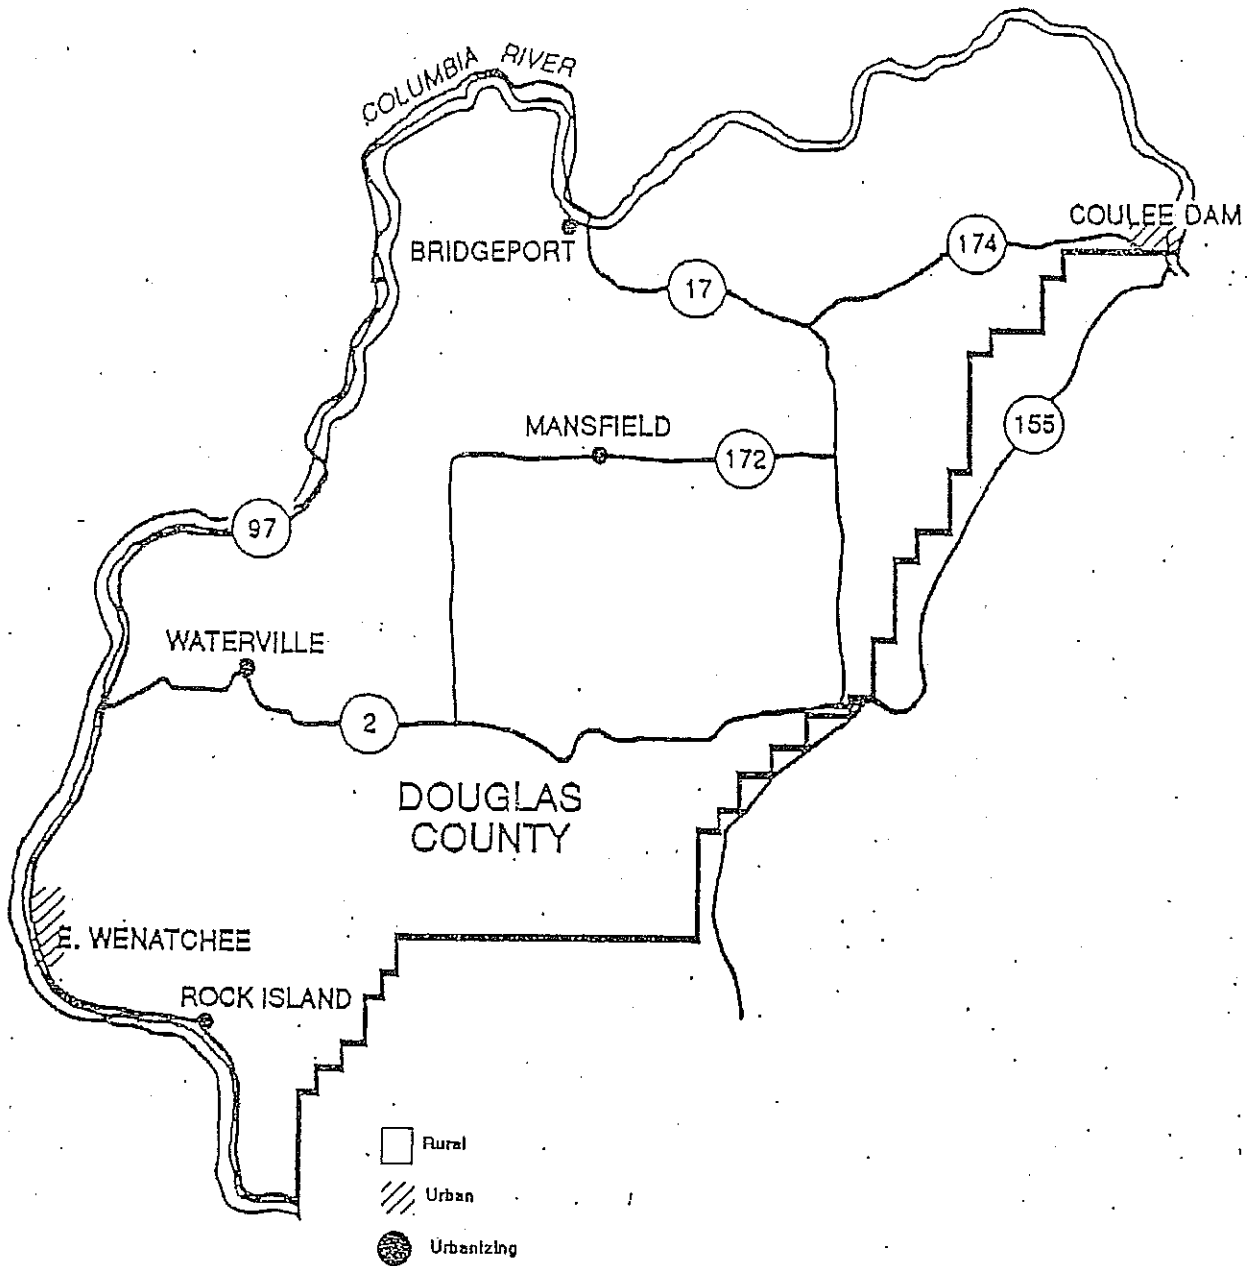 COLUMBIA RIVER
COULEE DAM
BRIDGEPORT
174
17
MANSFIELD
155
172
97
WATERVILLE
2
DOUGLAS
COUNTY
E. WENATCHEE
ROCK ISLAND
Rural
Urban
Urbanizing